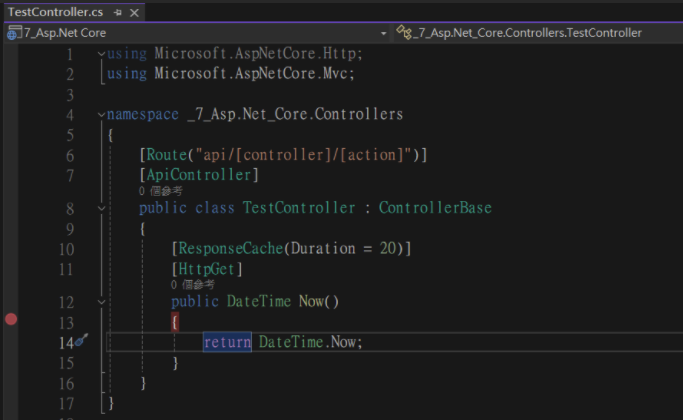 TestController.cs
7_Asp.Net Core
_7_Asp.Net_Core.Controllers.TestController
1 using Microsoft.AspNetCore.Http;
2 using Microsoft.AspNetCore.Mvc;
3
4 namespace _7_Asp.Net_Core.Controllers
5 {
6 [Route("api/[controller]/[action]")]
7 [ApiController]
0 個參考
8 public class TestController : ControllerBase
9 {
10 [ResponseCache(Duration = 20)]
11 [HttpGet]
0 個參考
12 public DateTime Now()
13 {
14 return DateTime.Now;
15 }
16 }
17 }